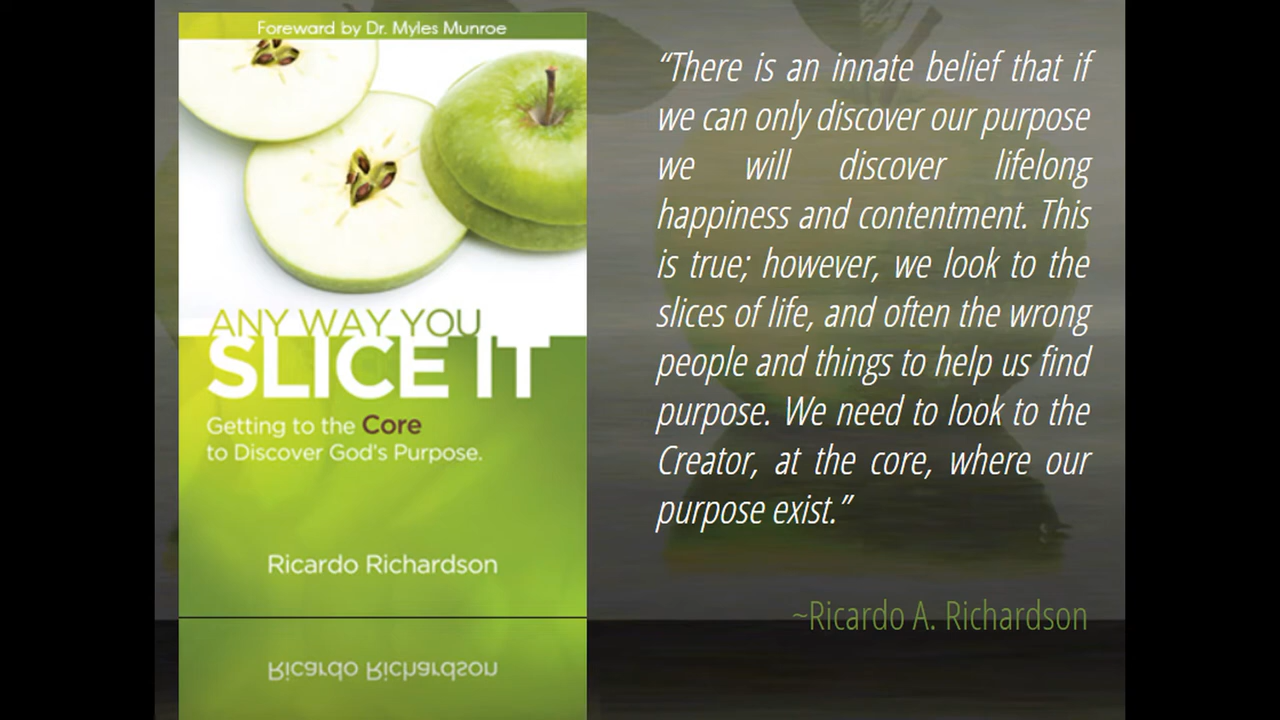 Foreward by Dr. Myles Munroe
ANY WAY YOU
SLICE IT
Getting to the Core
to Discover God's Purpose.
Ricardo Richardson
Ricardo Richardson
“There is an innate belief that if
we can only discover our purpose
we will discover lifelong
happiness and contentment. This
is true; however, we look to the
slices of life, and often the wrong
people and things to help us find
purpose. We need to look to the
Creator, at the core, where our
purpose exist.”
~Ricardo A. Richardson